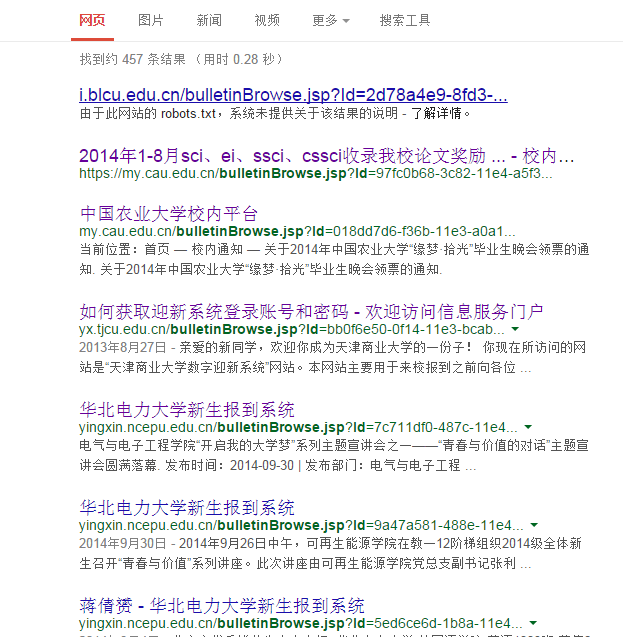 网页 图片 新闻 视频 更多 搜索工具
找到约 457 条结果 （用时 0.28 秒）
i.blcu.edu.cn/bulletinBrowse.jsp?Id=2d78a4e9-8fd3-...
由于此网站的 robots.txt，系统未提供关于该结果的说明 - 了解详情。
2014年1-8月sci、ei、ssci、cssci收录我校论文奖励 ... - 校内...
https://my.cau.edu.cn/bulletinBrowse.jsp?Id=97fc0b68-3c82-11e4-a5f3...
中国农业大学校内平台
my.cau.edu.cn/bulletinBrowse.jsp?Id=018dd7d6-f36b-11e3-a0a1...
当前位置：首页 — 校内通知 — 关于2014年中国农业大学“缘梦·拾光”毕业生晚会领票的通
知. 关于2014年中国农业大学“缘梦·拾光”毕业生晚会领票的通知.
如何获取迎新系统登录账号和密码 - 欢迎访问信息服务门户
yx.tjcu.edu.cn/bulletinBrowse.jsp?Id=bb0f6e50-0f14-11e3-bcab...
2013年8月27日 - 亲爱的新同学，欢迎你成为天津商业大学的一份子！ 你现在所访问的网
站是“天津商业大学数字迎新系统”网站。本网站主要用于来校报到之前向各位 ...
华北电力大学新生报到系统
yingxin.ncepu.edu.cn/bulletinBrowse.jsp?Id=7c711df0-487c-11e4...
电气与电子工程学院“开启我的大学梦”系列主题宣讲会之一——“青春与价值的对话”主题宣
讲会圆满落幕. 发布时间：2014-09-30 | 发布部门：电气与电子工程 ...
华北电力大学新生报到系统
yingxin.ncepu.edu.cn/bulletinBrowse.jsp?Id=9a47a581-488e-11e4...
2014年9月30日 - 2014年9月26日中午，可再生能源学院在教一12阶梯组织2014级全体新
生召开“青春与价值”系列讲座。此次讲座由可再生能源学院党总支副书记张利 ...
蒋倩赟 - 华北电力大学新生报到系统
yingxin.ncepu.edu.cn/bulletinBrowse.jsp?Id=5ed6ce6d-1b8a-11e4...